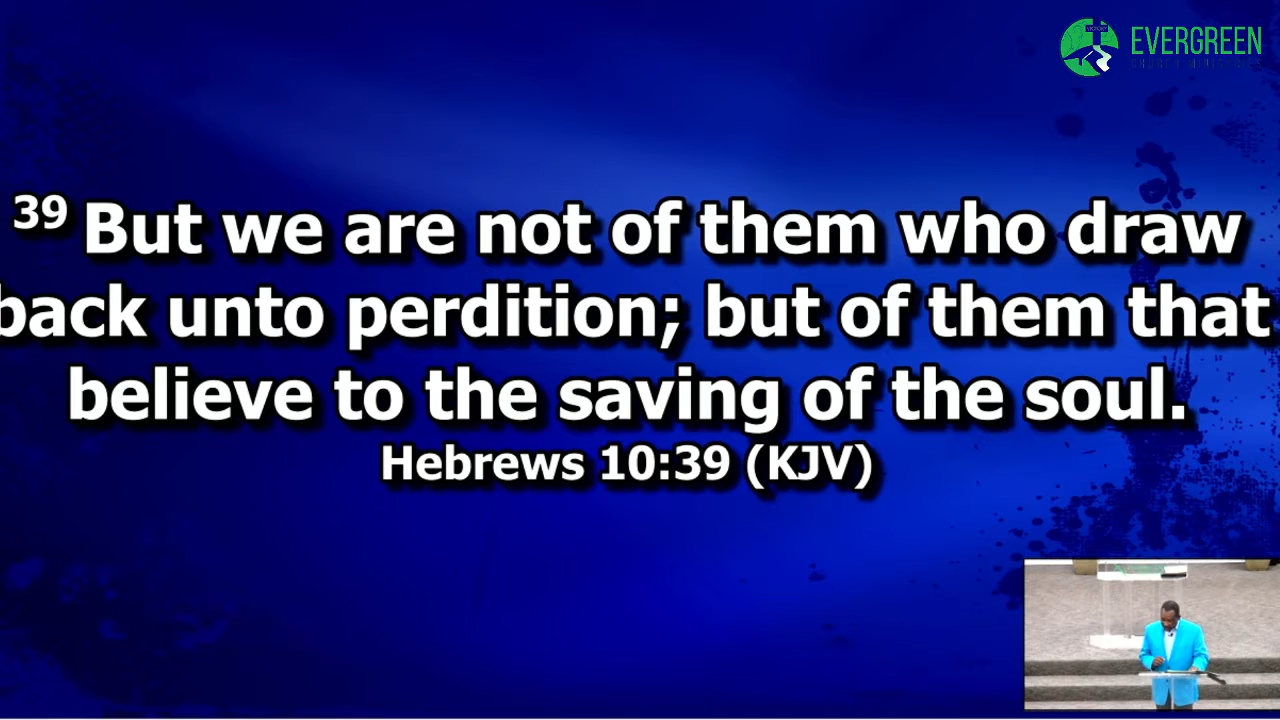 EVERGREEN
39 But we are not of them who draw
back unto perdition; but of them that
believe to the saving of the soul.
Hebrews 10:39 (KJV)